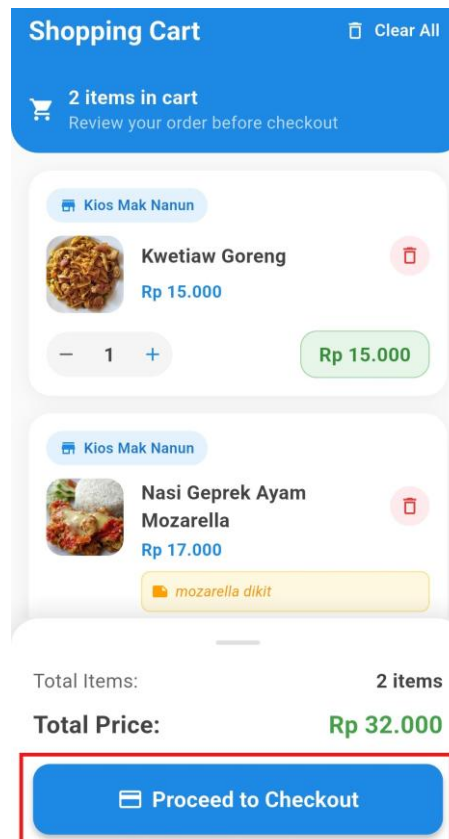 Shopping Cart
Clear All
2 items in cart
Review your order before checkout
Kios Mak Nanun
Kwetiaw Goreng
Rp 15.000
− 1 +
Rp 15.000
Kios Mak Nanun
Nasi Geprek Ayam
Mozarella
Rp 17.000
mozarella dikit
Total Items:
2 items
Total Price:
Rp 32.000
Proceed to Checkout